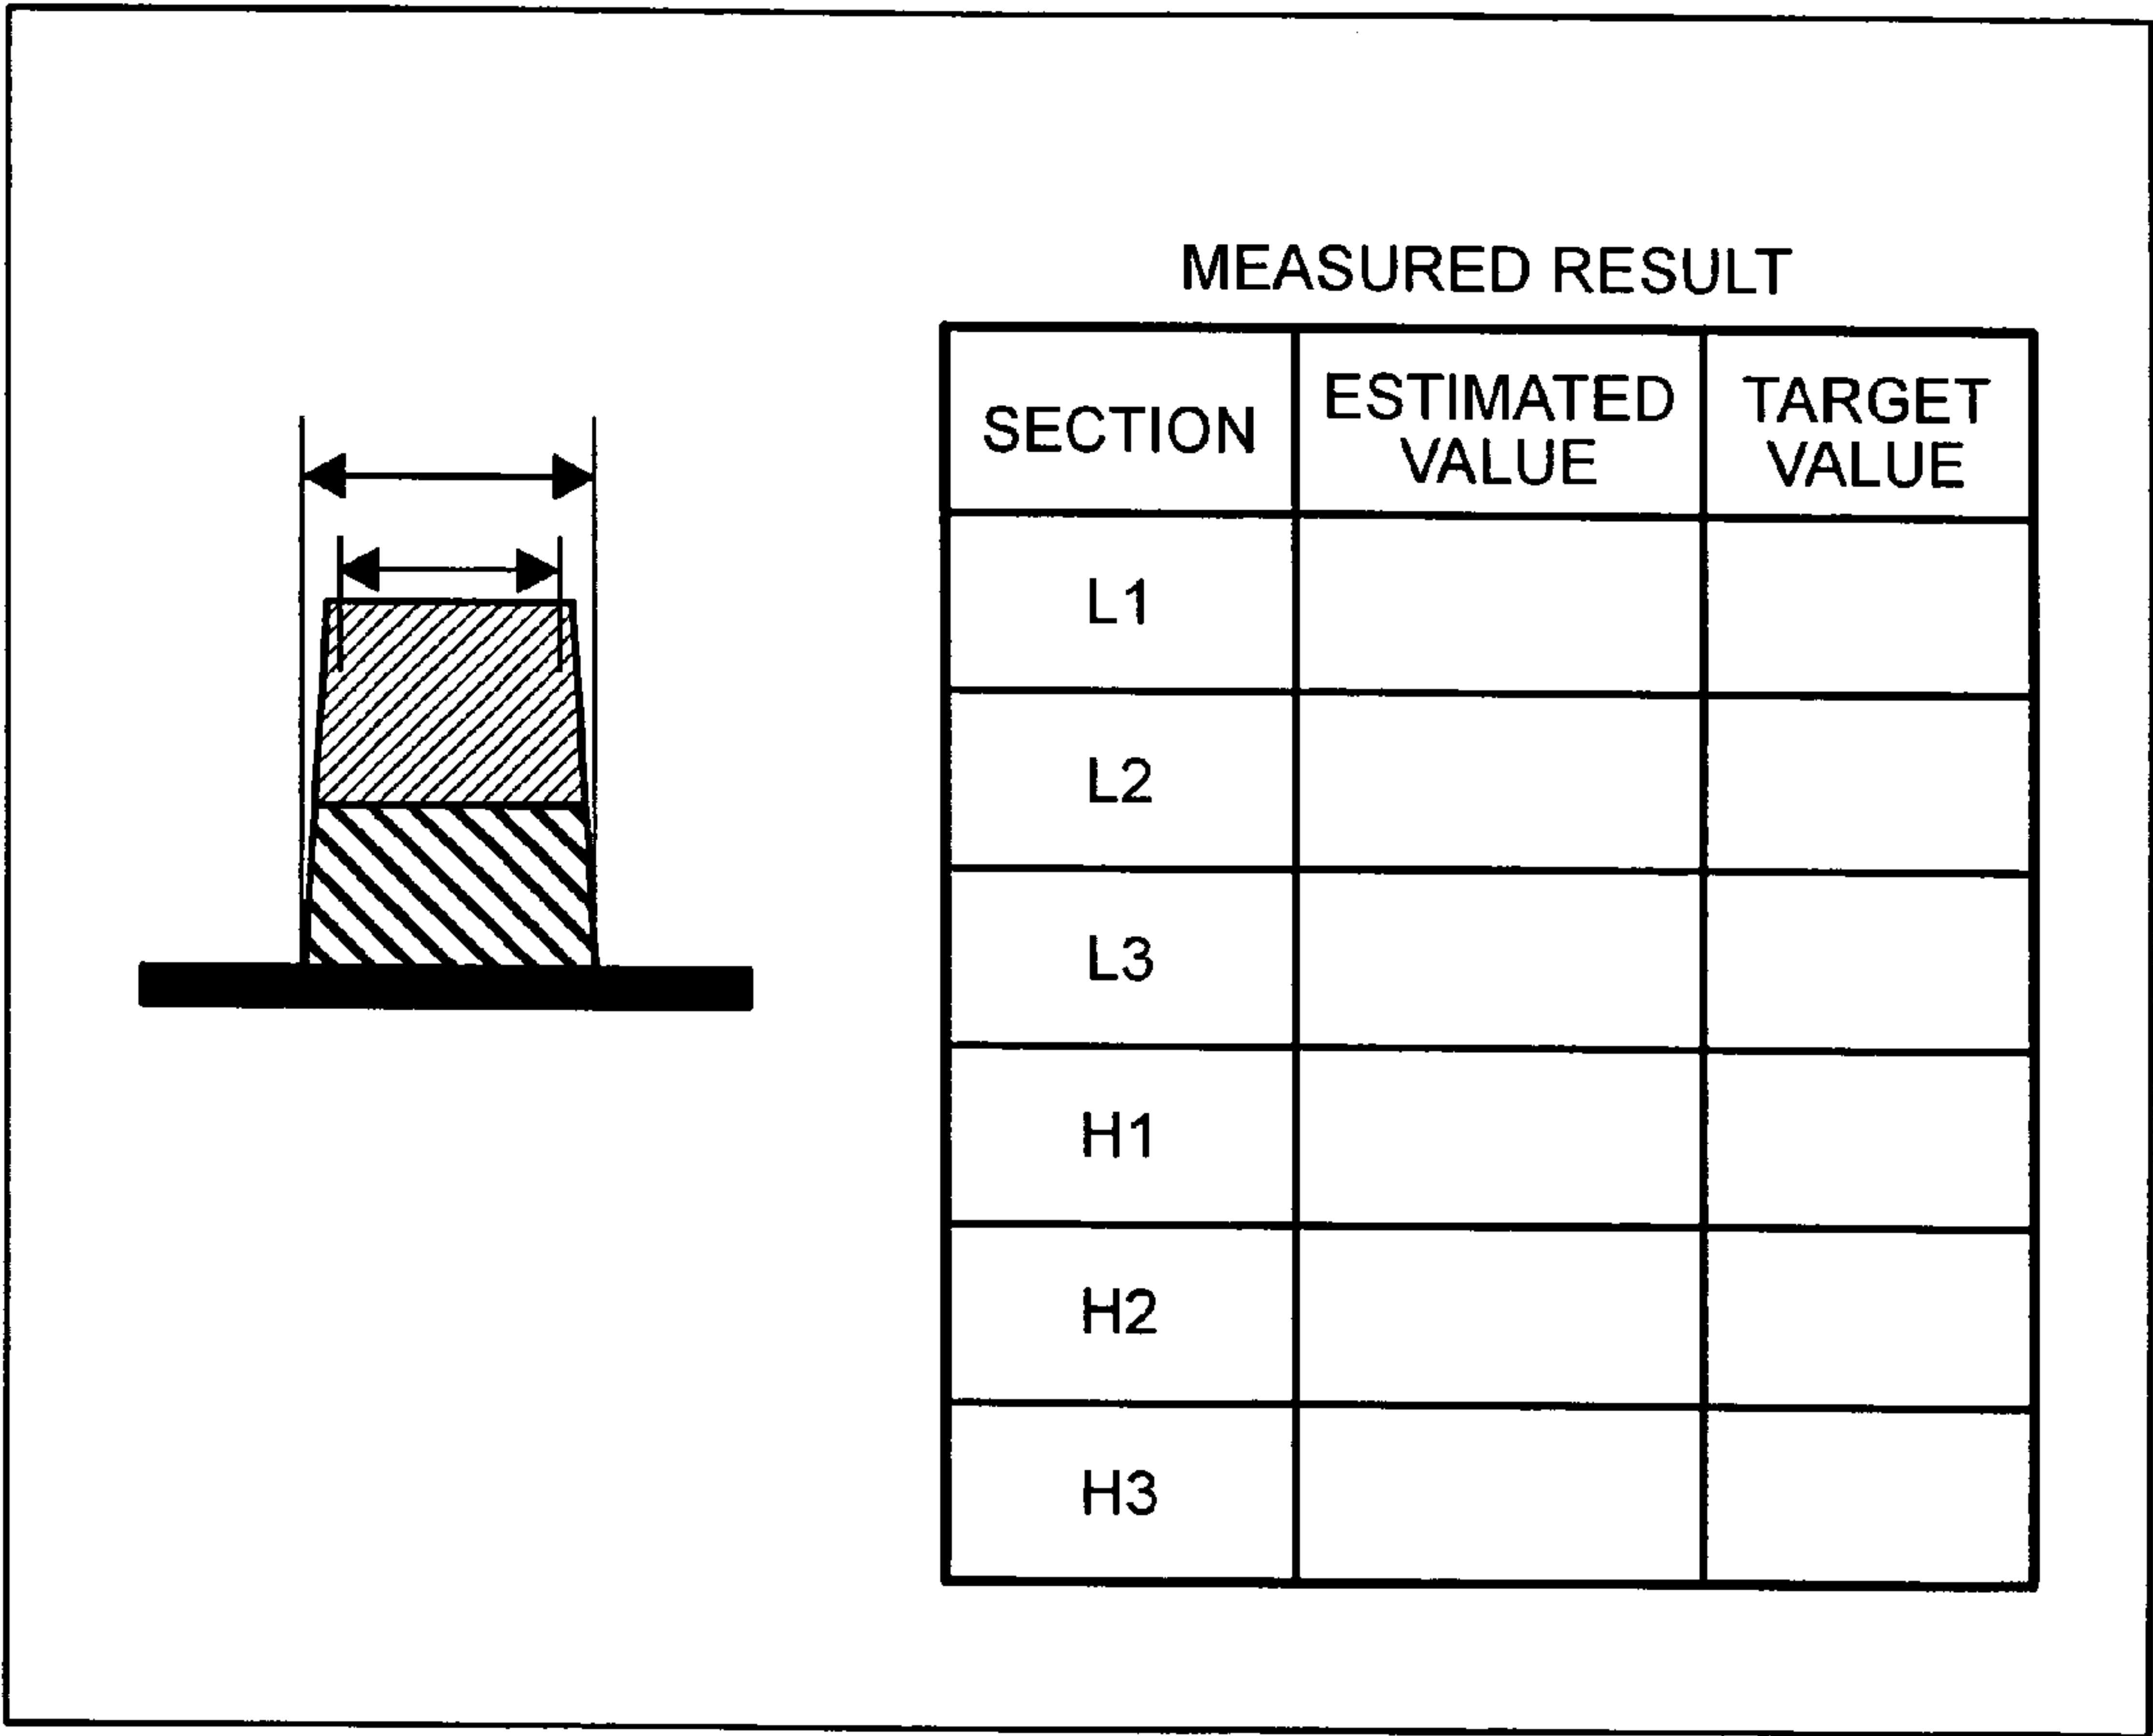 MEASURED RESULT
SECTION
ESTIMATED
VALUE
TARGET
VALUE
L1
L2
L3
H1
H2
H3